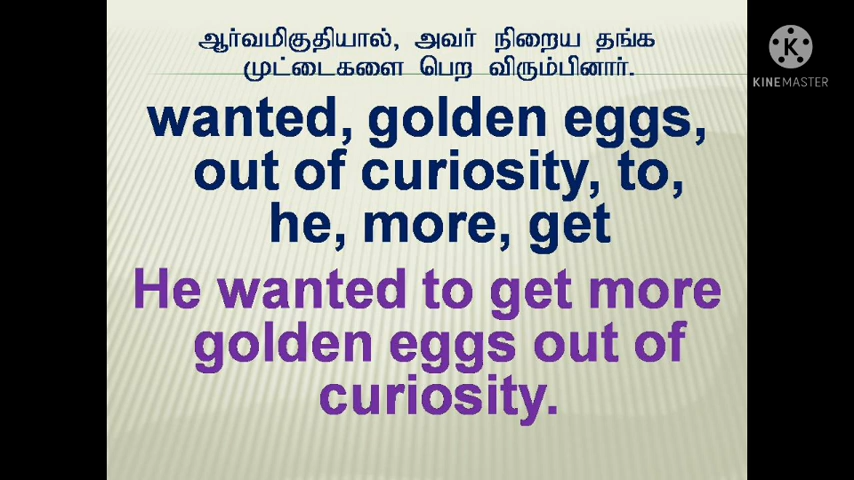 ஆர்வமிகுதியால், அவர் நிறைய தங்க
முட்டைகளை பெற விரும்பினார்.
wanted, golden eggs,
out of curiosity, to,
he, more, get
He wanted to get more
golden eggs out of
curiosity.
K
KINEMASTER